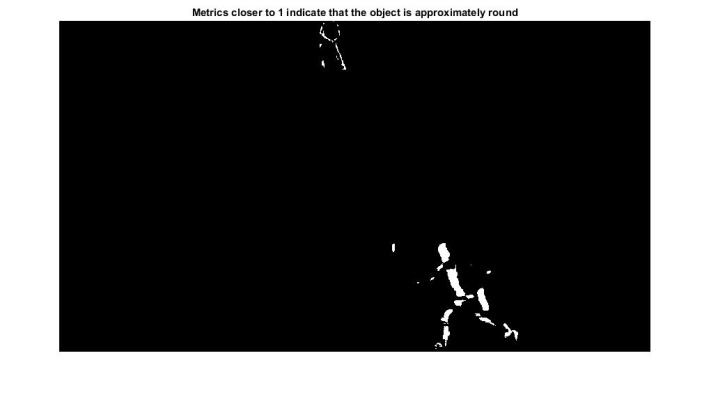 Metrics closer to 1 indicate that the object is approximately round